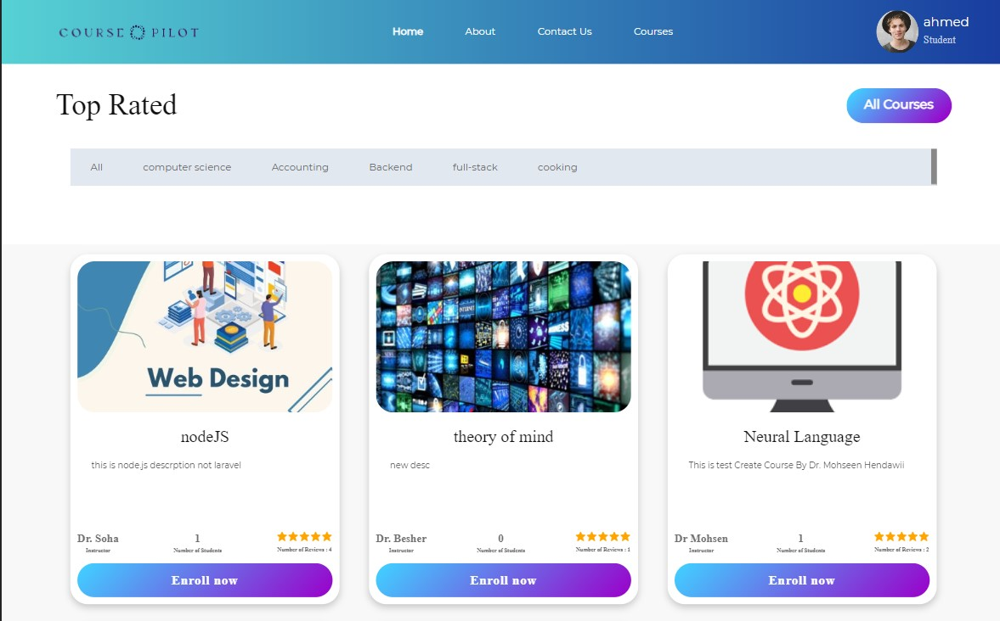 COURSE PILOT
Home About Contact Us Courses
ahmed
Student
Top Rated
All Courses
All computer science Accounting Backend full-stack cooking
Web Design
nodeJS
this is node,js descrption not laravel
Dr. Soha
Instructor
1
Number of Students
Number of Reviews : 4
Enroll now
INTERNET
NEWS
theory of mind
new desc
Dr. Besher
Instructor
0
Number of Students
Number of Reviews : 1
Enroll now
Neural Language
This is test Create Course By Dr. Mohseen Hendawii
Dr Mohsen
Instructor
1
Number of Students
Number of Reviews : 2
Enroll now